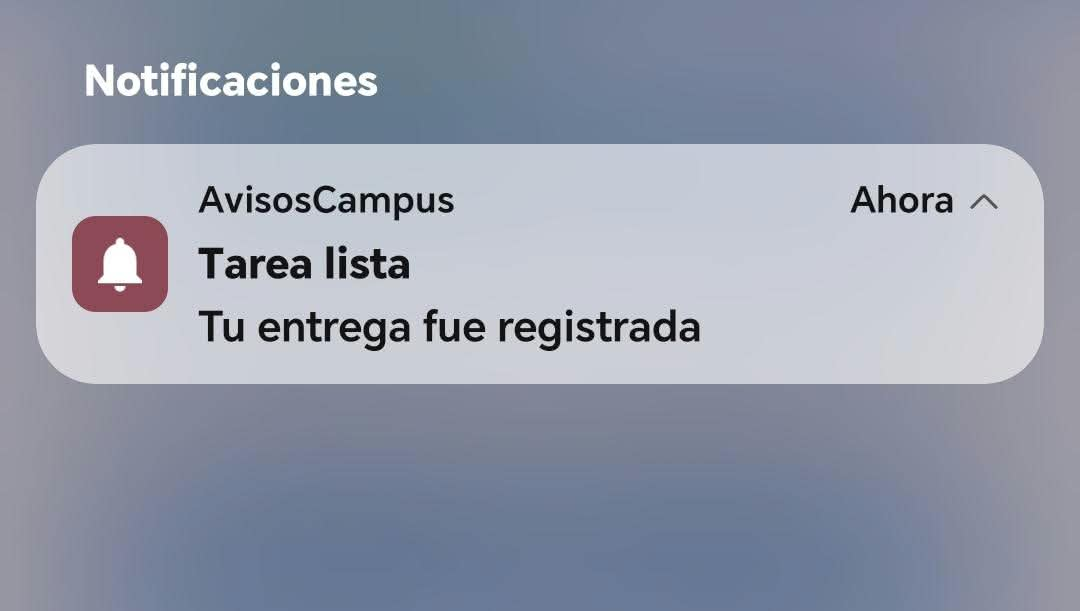 Notificaciones
AvisosCampus Ahora
Tarea lista
Tu entrega fue registrada